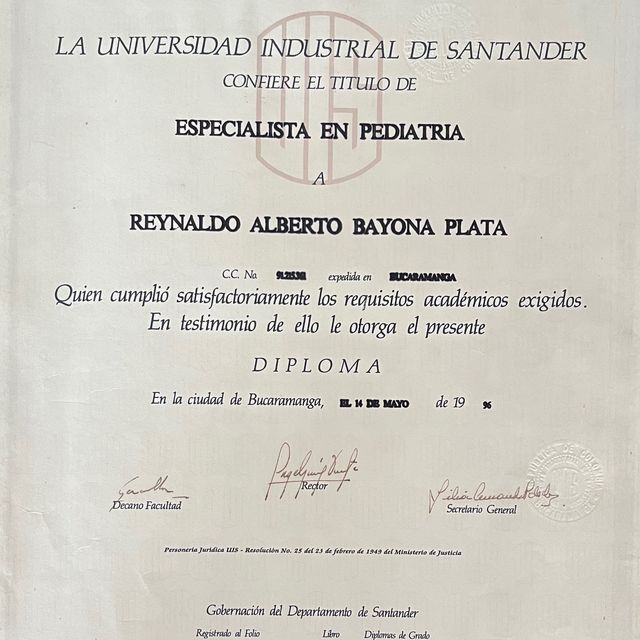 LA UNIVERSIDAD INDUSTRIAL DE SANTANDER
CONFIERE EL TITULO DE
ESPECIALISTA EN PEDIATRIA
A
REYNALDO ALBERTO BAYONA PLATA
C.C. No expedida en BUCARAMANGA
Quien cumplió satisfactoriamente los requisitos académicos exigidos.
En testimonio de ello le otorga el presente
DIPLOMA
En la ciudad de Bucaramanga, EL 14 DE MAYO de 19 96
Decano Facultad
Rector
Secretario General
Personería Jurídica UIS - Resolución No. 25 del 23 de febrero de 1949 del Ministerio de Justicia
Gobernación del Departamento de Santander
Registrado al Folio Libro Diplomas de Grado